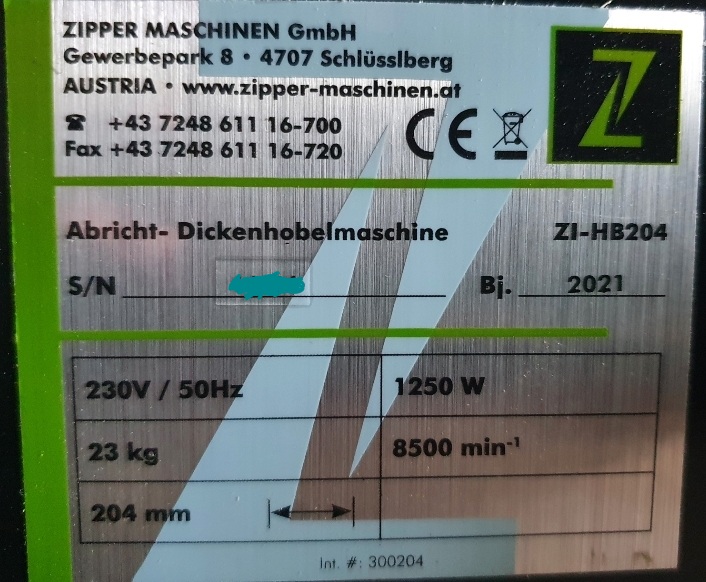 ZIPPER MASCHINEN GmbH
Gewerbepark 8 • 4707 Schlüsslberg
AUSTRIA • www.zipper-maschinen.at
☎ +43 7248 611 16-700
Fax +43 7248 611 16-720
CE
Z
Abricht- Dickenhobelmaschine ZI-HB204
S/N Bj. 2021
230V / 50Hz 1250 W
23 kg 8500 min⁻¹
204 mm
Int. #: 300204